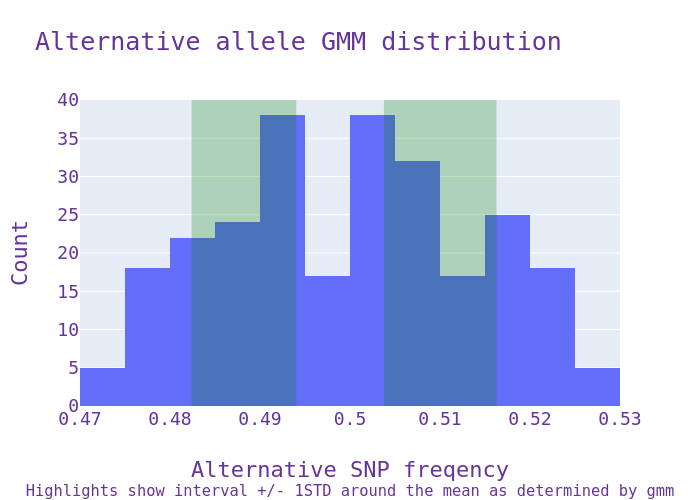 Alternative allele GMM distribution
40
35
30
25
20
15
10
5
0
Count
0.47 0.48 0.49 0.5 0.51 0.52 0.53
Alternative SNP freqency
Highlights show interval +/- 1STD around the mean as determined by gmm